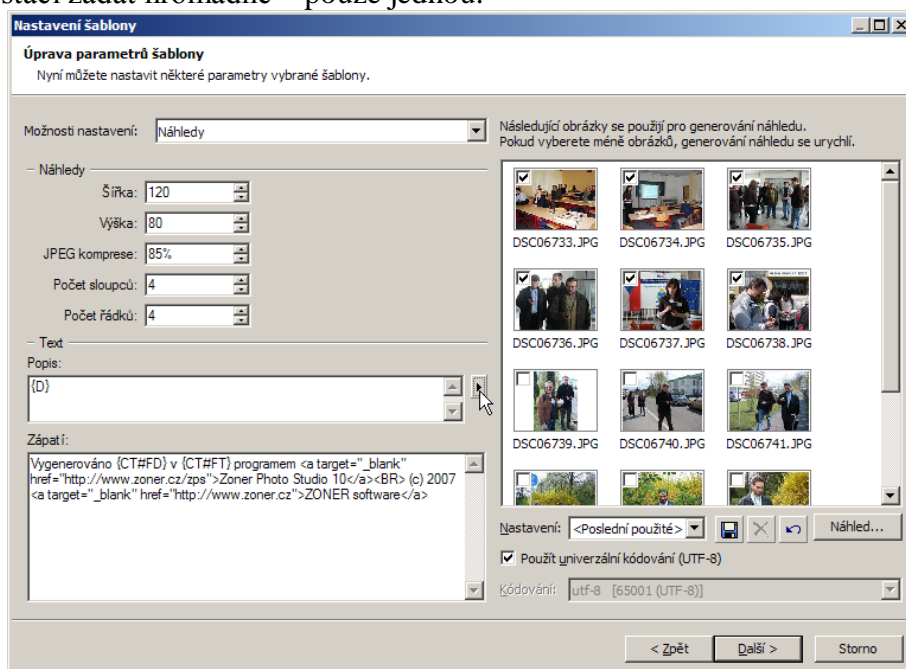 stačí zadat hromadně – pouze jednou.
Nastavení šablony
Úprava parametrů šablony
Nyní můžete nastavit některé parametry vybrané šablony.
Možnosti nastavení: Náhledy
Náhledy
Šířka: 120
Výška: 80
JPEG komprese: 85%
Počet sloupců: 4
Počet řádků: 4
Text
Popis:
{D}
Zápatí:
Vygenerováno {CT#FD} v {CT#FT} programem <a target="_blank"
href="http://www.zoner.cz/zps">Zoner Photo Studio 10</a><BR> (c) 2007
<a target="_blank" href="http://www.zoner.cz">ZONER software</a>
Následující obrázky se použijí pro generování náhledu.
Pokud vyberete méně obrázků, generování náhledu se urychlí.
DSC06733.JPG DSC06734.JPG DSC06735.JPG
DSC06736.JPG DSC06737.JPG DSC06738.JPG
DSC06739.JPG DSC06740.JPG DSC06741.JPG
Nastavení: <Poslední použité> Náhled...
Použít univerzální kódování (UTF-8)
Kódování: utf-8 [65001 (UTF-8)]
< Zpět Další > Storno